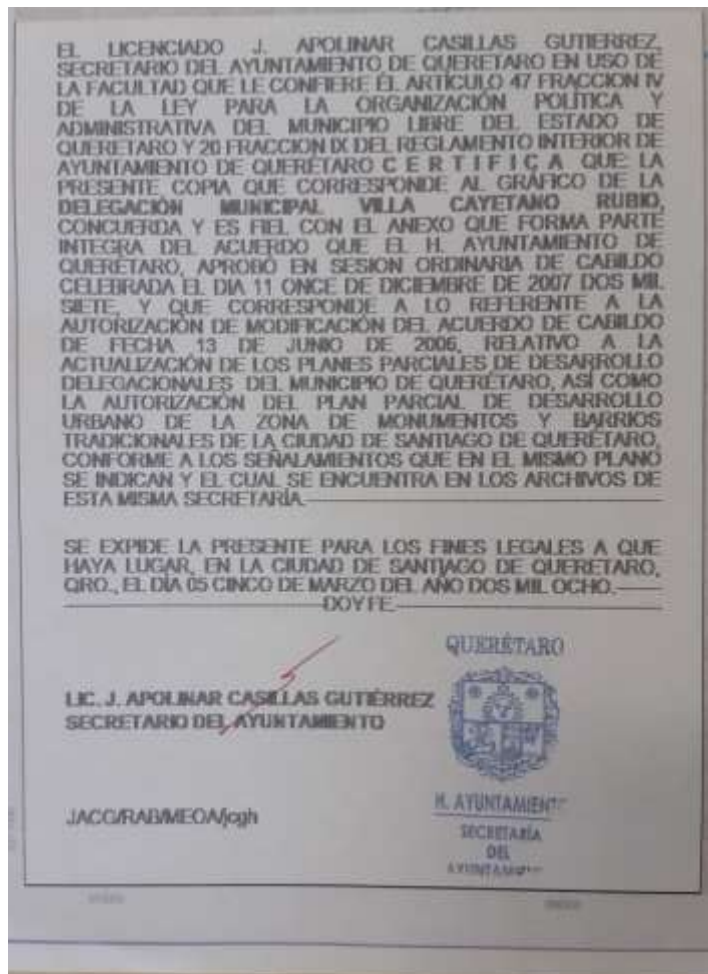 EL LICENCIADO J. APOLINAR CASILLAS GUTIERREZ,
SECRETARIO DEL AYUNTAMIENTO DE QUERETARO EN USO DE
LA FACULTAD QUE LE CONFIERE EL ARTÍCULO 47 FRACCION IV
DE LA LEY PARA LA ORGANIZACIÓN POLÍTICA Y
ADMINISTRATIVA DEL MUNICIPIO LIBRE DEL ESTADO DE
QUERETARO Y 20 FRACCION IX DEL REGLAMENTO INTERIOR DE
AYUNTAMIENTO DE QUERÉTARO C E R T I F I C A QUE: LA
PRESENTE COPIA QUE CORRESPONDE AL GRÁFICO DE LA
DELEGACIÓN MUNICIPAL VILLA CAYETANO RUBIO,
CONCUERDA Y ES FIEL CON EL ANEXO QUE FORMA PARTE
INTEGRA DEL ACUERDO QUE EL H. AYUNTAMIENTO DE
QUERÉTARO, APROBÓ EN SESION ORDINARIA DE CABILDO
CELEBRADA EL DIA 11 ONCE DE DICIEMBRE DE 2007 DOS MIL
SIETE, Y QUE CORRESPONDE A LO REFERENTE A LA
AUTORIZACIÓN DE MODIFICACIÓN DEL ACUERDO DE CABILDO
DE FECHA 13 DE JUNIO DE 2006, RELATIVO A LA
ACTUALIZACIÓN DE LOS PLANES PARCIALES DE DESARROLLO
DELEGACIONALES DEL MUNICIPIO DE QUERÉTARO, ASÍ COMO
LA AUTORIZACIÓN DEL PLAN PARCIAL DE DESARROLLO
URBANO DE LA ZONA DE MONUMENTOS Y BARRIOS
TRADICIONALES DE LA CIUDAD DE SANTIAGO DE QUERÉTARO,
CONFORME A LOS SEÑALAMIENTOS QUE EN EL MISMO PLANO
SE INDICAN Y EL CUAL SE ENCUENTRA EN LOS ARCHIVOS DE
ESTA MISMA SECRETARÍA.
SE EXPIDE LA PRESENTE PARA LOS FINES LEGALES A QUE
HAYA LUGAR, EN LA CIUDAD DE SANTIAGO DE QUERETARO,
QRO., EL DÍA 05 CINCO DE MARZO DEL AÑO DOS MIL OCHO.
DOY FE.
QUERÉTARO
LIC. J. APOLINAR CASILLAS GUTIÉRREZ
SECRETARIO DEL AYUNTAMIENTO
H. AYUNTAMIENT
JACG/RAB/MEOA/jcgh
SECRETARÍA
DEL